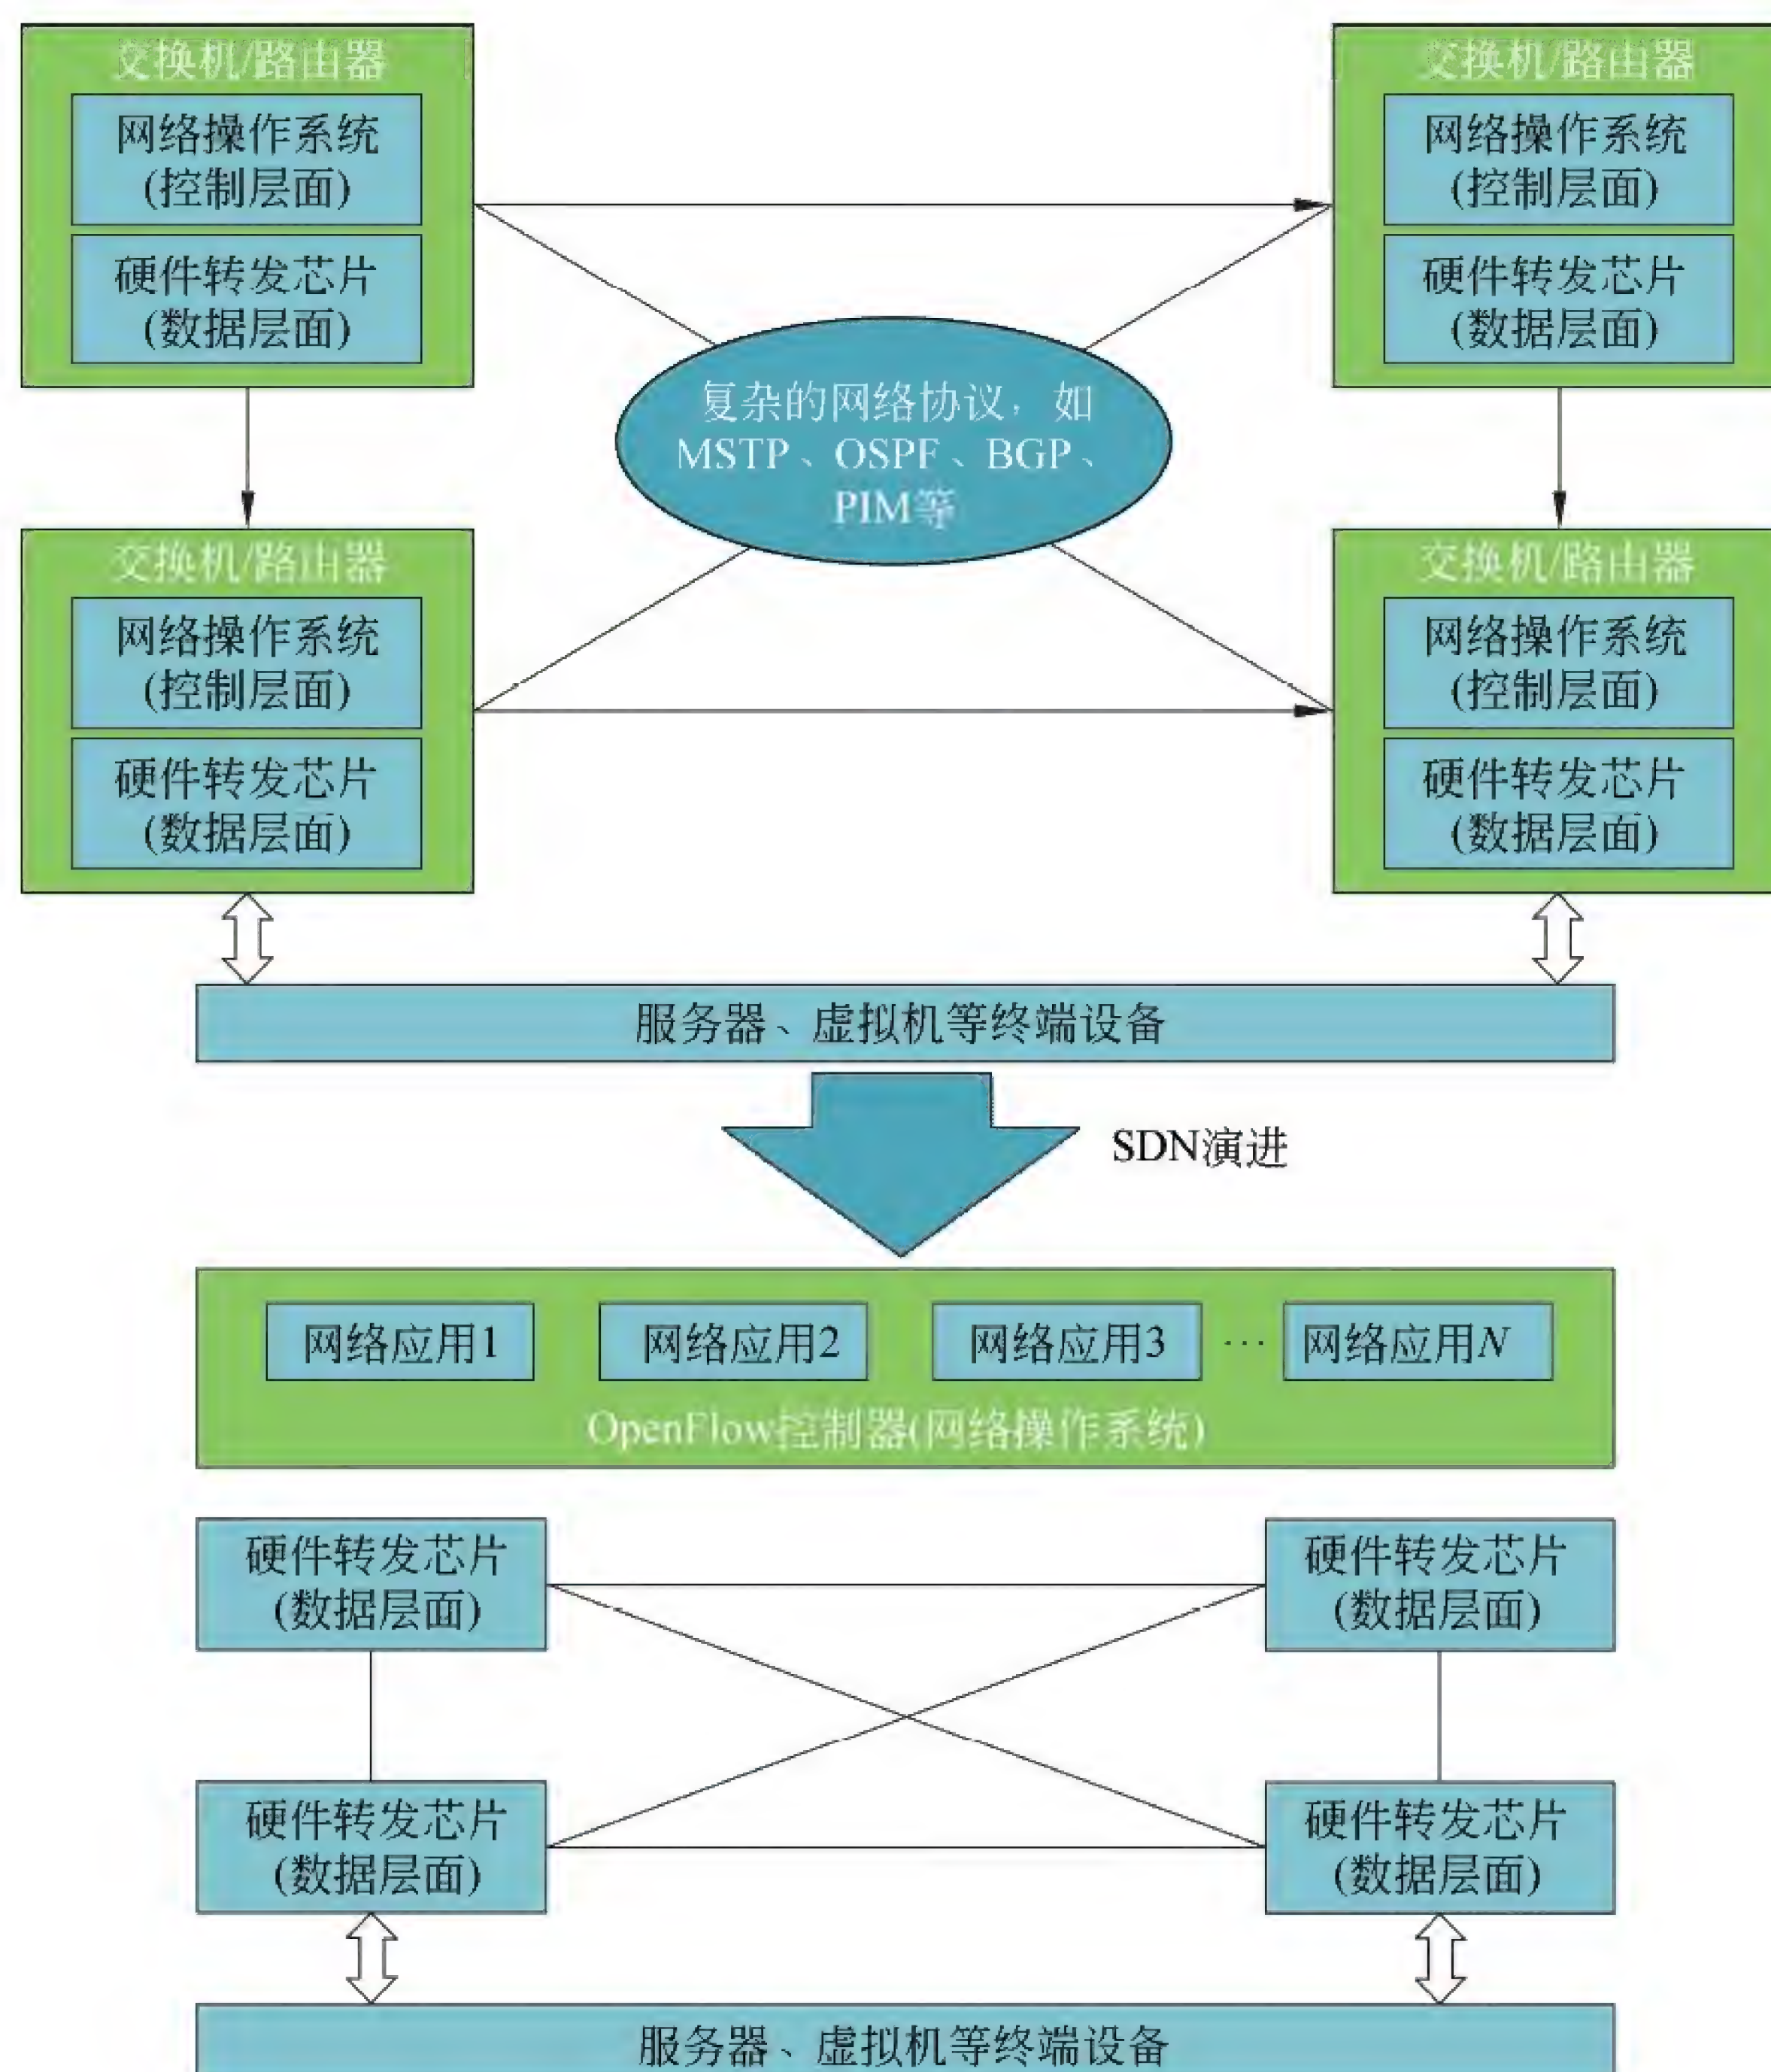 交换机/路由器
网络操作系统
(控制层面)
硬件转发芯片
(数据层面)
交换机/路由器
网络操作系统
(控制层面)
硬件转发芯片
(数据层面)
复杂的网络协议，如
MSTP、OSPF、BGP、
PIM等
交换机/路由器
网络操作系统
(控制层面)
硬件转发芯片
(数据层面)
交换机/路由器
网络操作系统
(控制层面)
硬件转发芯片
(数据层面)
服务器、虚拟机等终端设备
SDN演进
网络应用1
网络应用2
网络应用3
…
网络应用N
OpenFlow控制器(网络操作系统)
硬件转发芯片
(数据层面)
硬件转发芯片
(数据层面)
硬件转发芯片
(数据层面)
硬件转发芯片
(数据层面)
服务器、虚拟机等终端设备